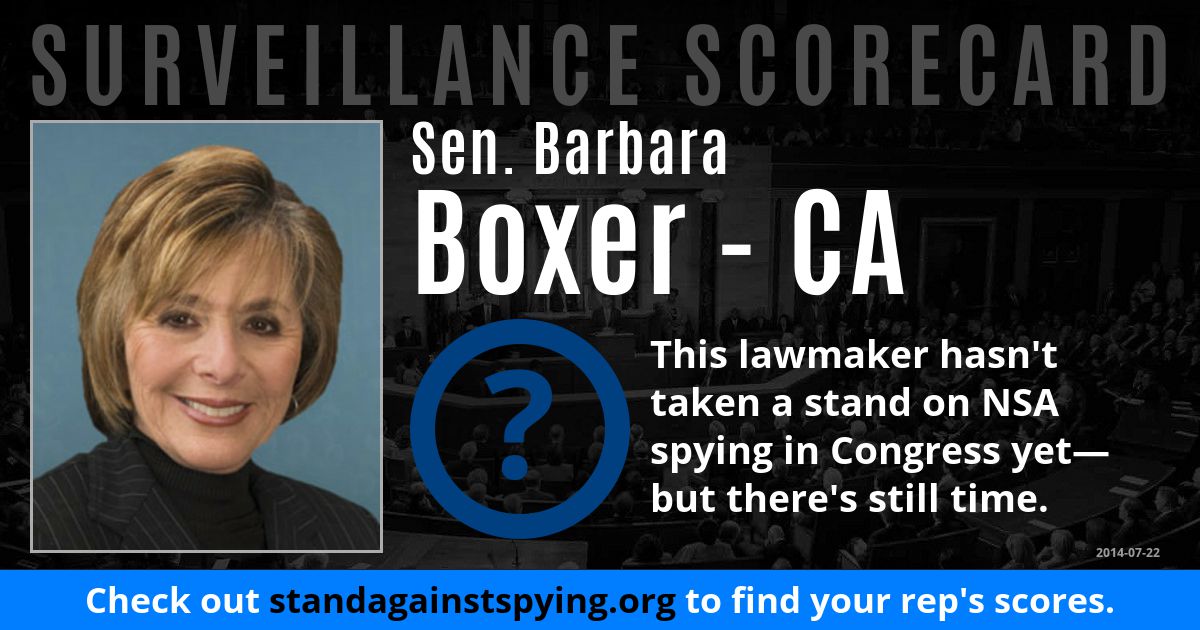 SURVEILLANCE SCORECARD
Sen. Barbara
Boxer - CA
?
This lawmaker hasn't
taken a stand on NSA
spying in Congress yet—
but there's still time.
2014-07-22
Check out standagainstspying.org to find your rep's scores.